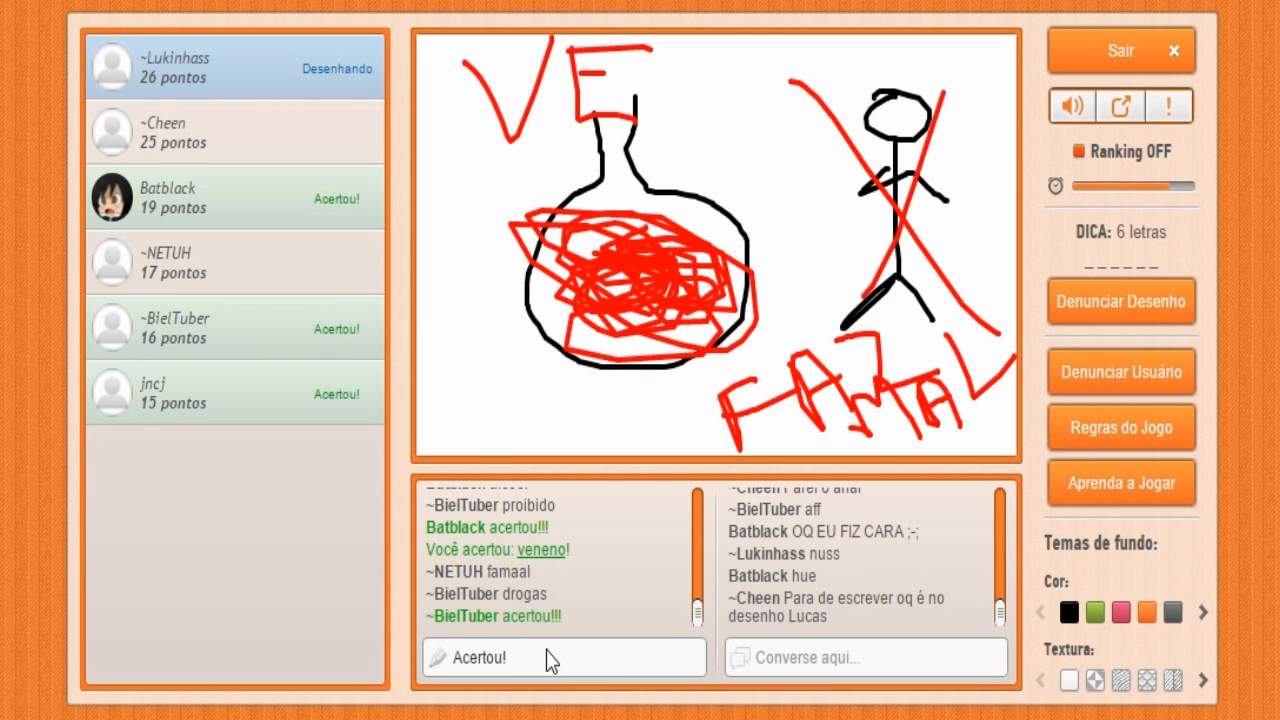 ~Lukinhass
26 pontos
Desenhando
~Cheen
25 pontos
Batblack
19 pontos
Acertou!
~NETUH
17 pontos
~BielTuber
16 pontos
Acertou!
jncj
15 pontos
Acertou!
VE
FATAL
~BielTuber proibido
Batblack acertou!!!
Você acertou: veneno!
~NETUH famaal
~BielTuber drogas
~BielTuber acertou!!!
Acertou!
~Cheen
~BielTuber aff
Batblack OQ EU FIZ CARA ;-;
~Lukinhass nuss
Batblack hue
~Cheen Para de escrever oq é no
desenho Lucas
Converse aqui...
Sair ×
!
Ranking OFF
DICA: 6 letras
_ _ _ _ _ _
Denunciar Desenho
Denunciar Usuário
Regras do Jogo
Aprenda a Jogar
Temas de fundo:
Cor:
Textura: